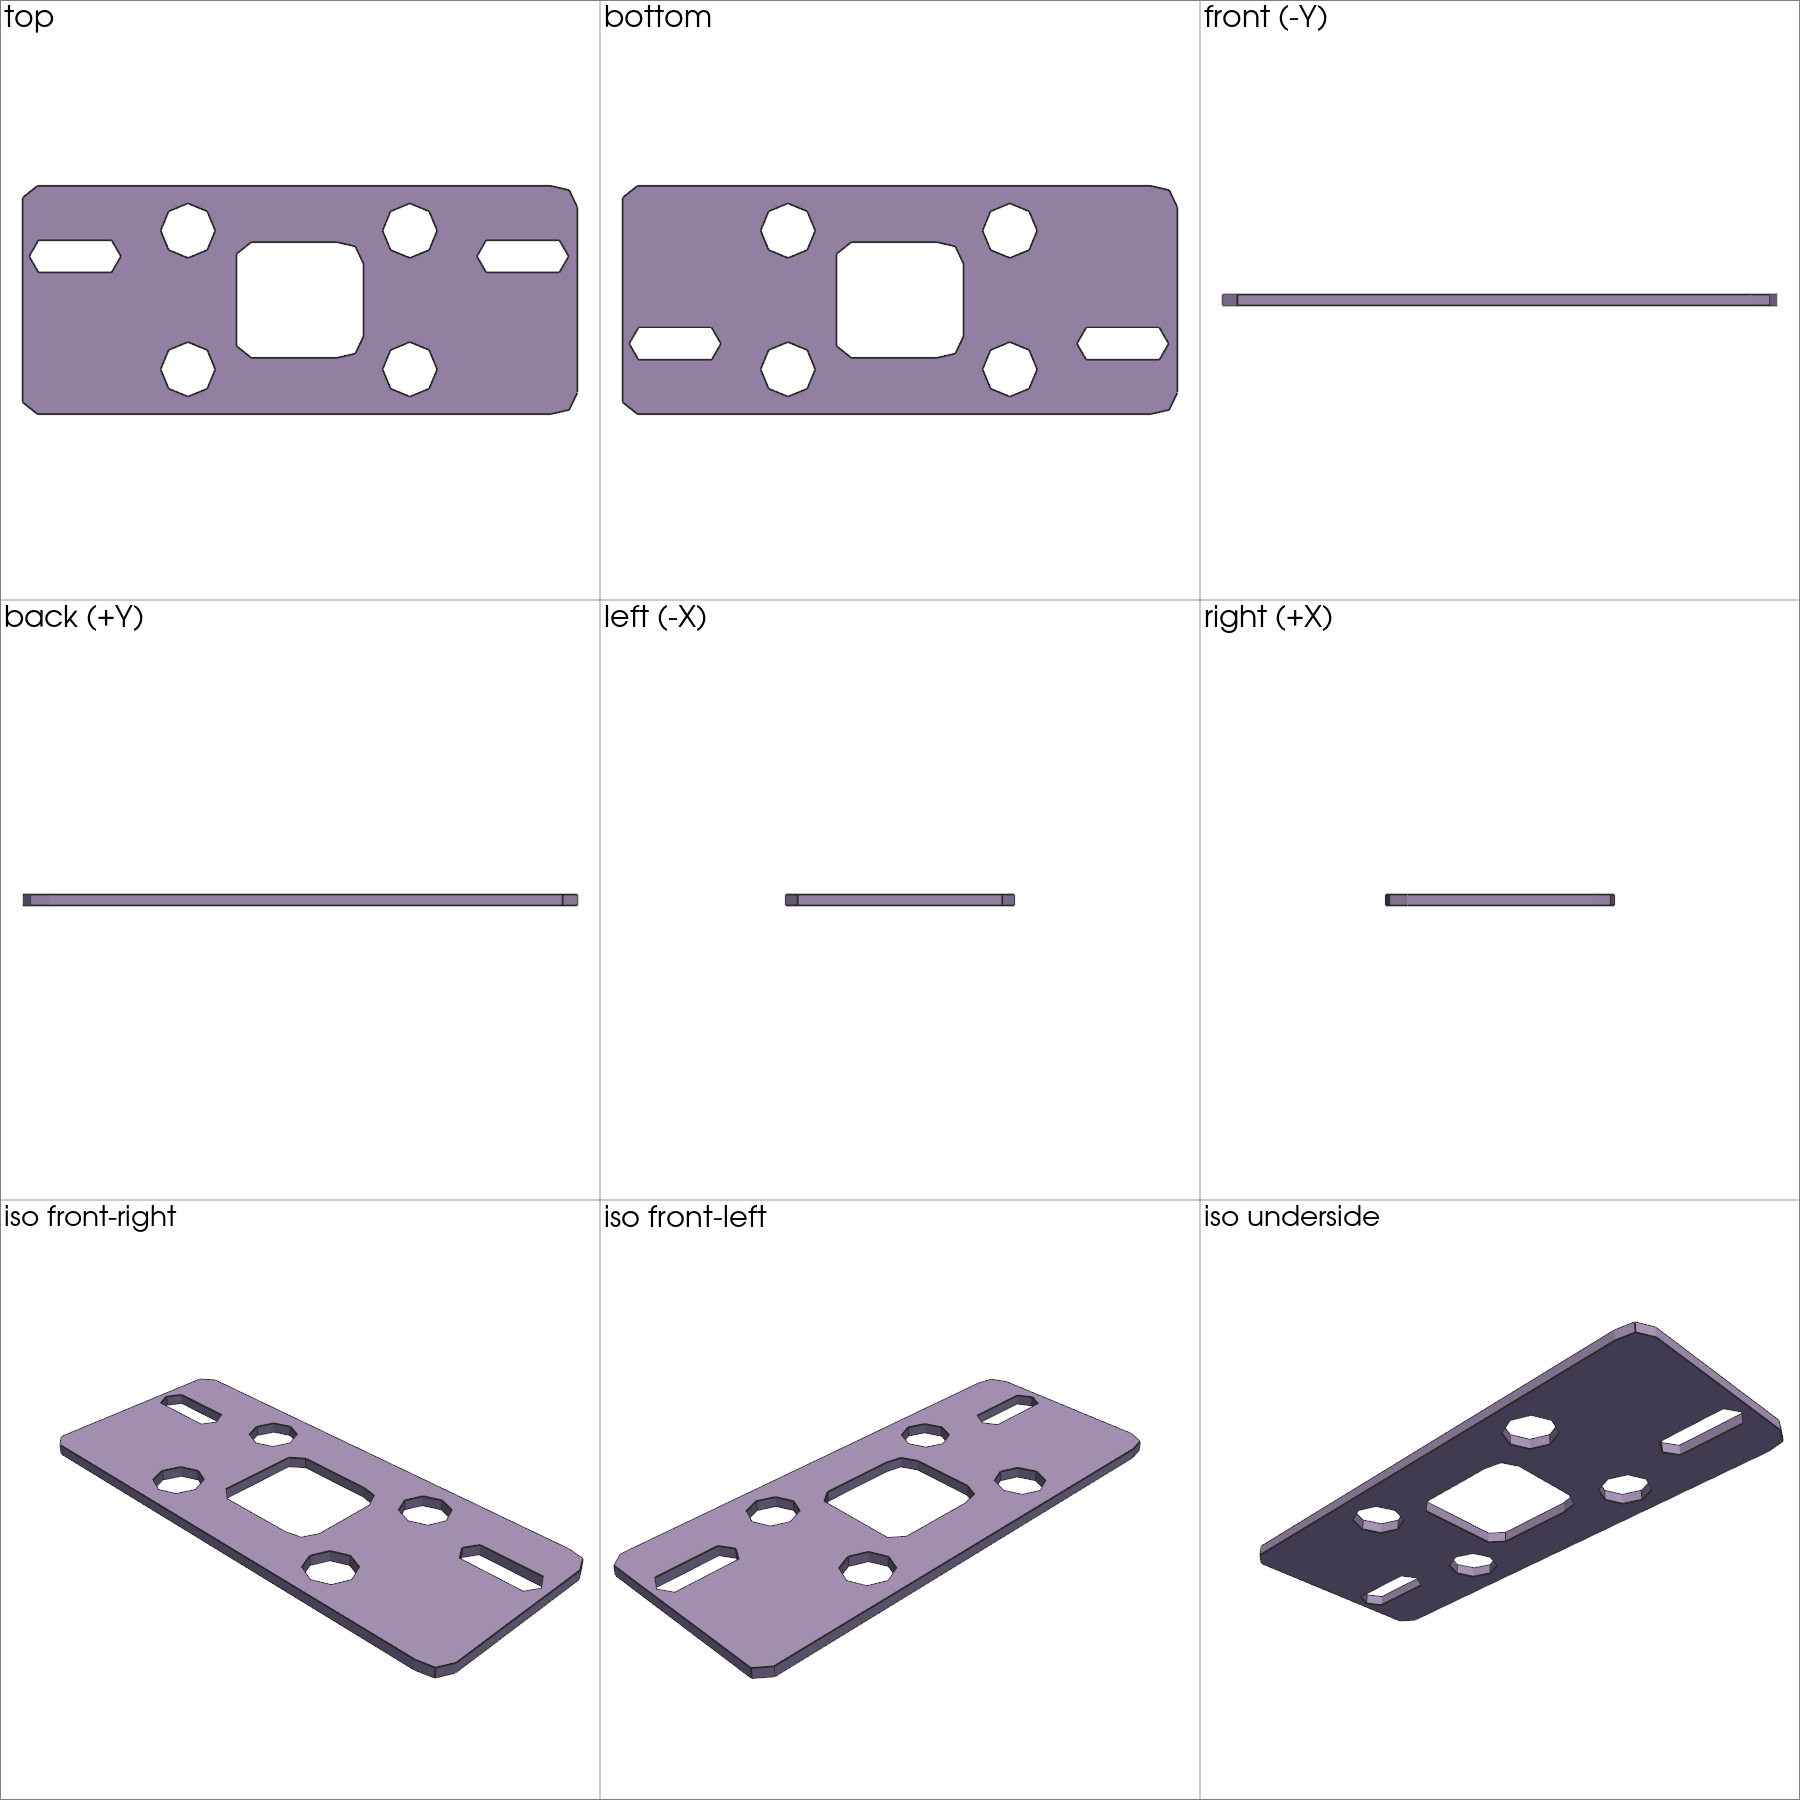 top
bottom
front (-Y)
back (+Y)
left (-X)
right (+X)
iso front-right
iso front-left
iso underside